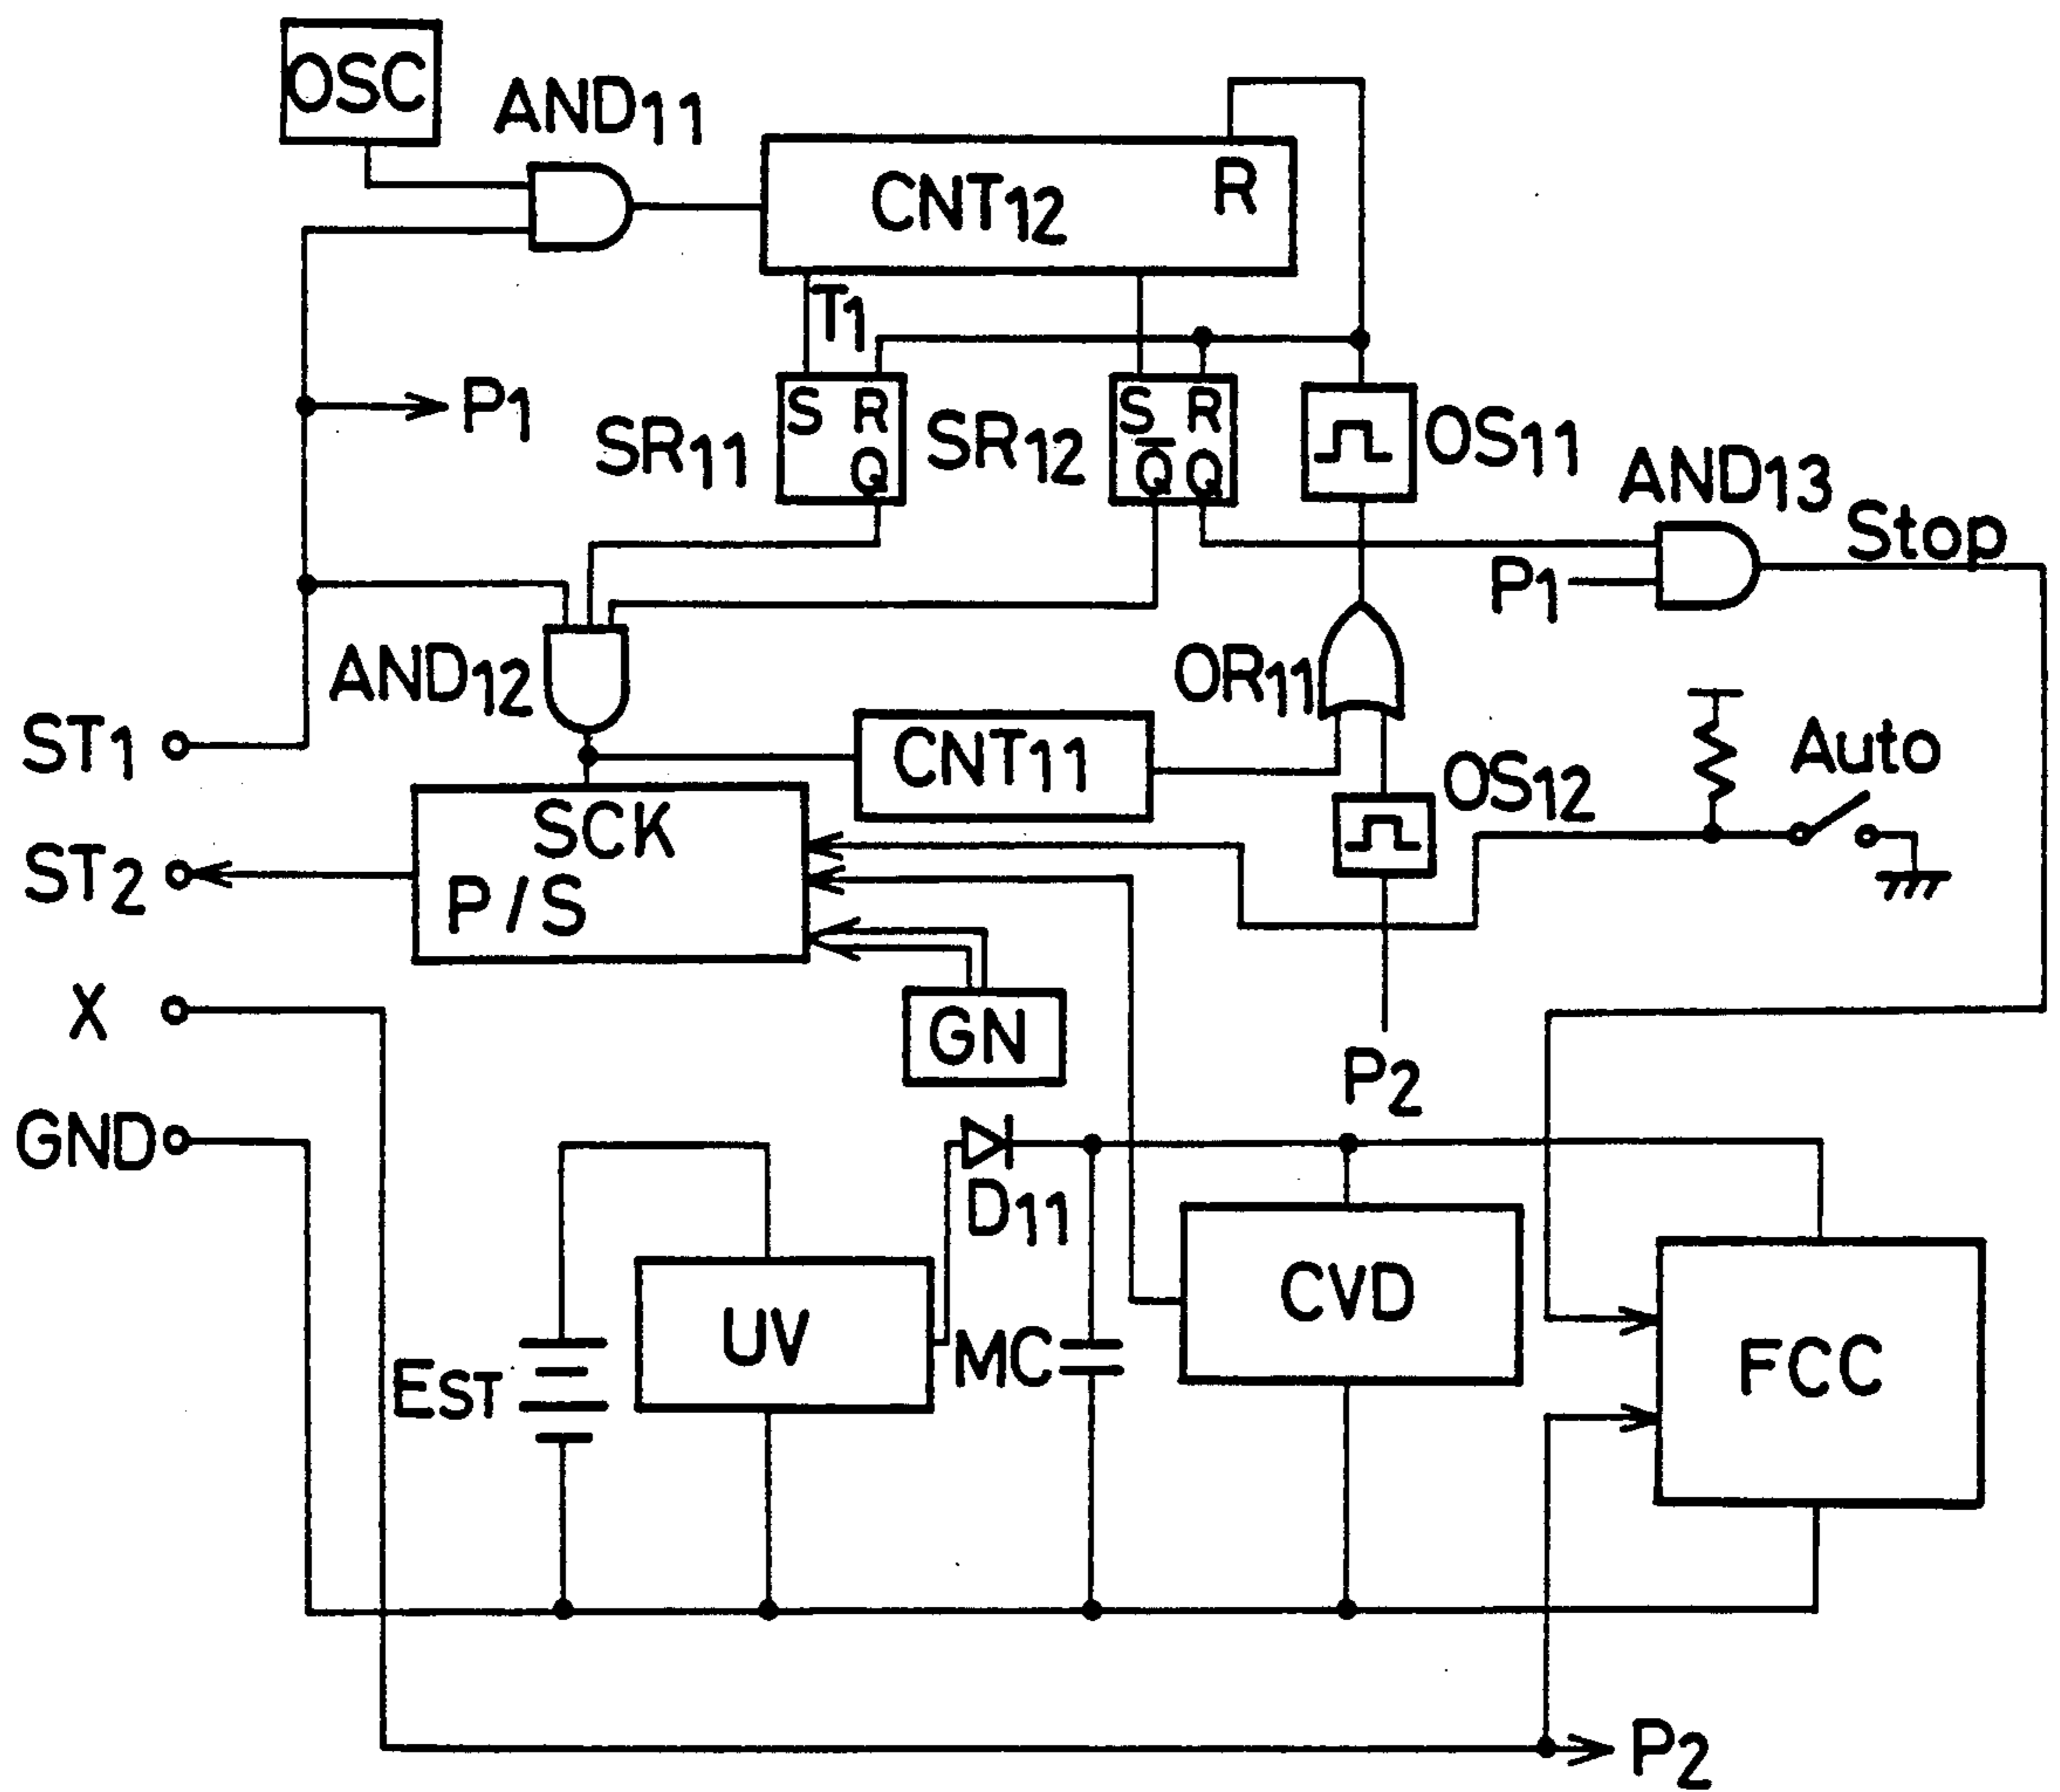 OSC
AND11
CNT12
R
T1
P1
SR11
S R
Q
SR12
S R
Q̅ Q
OS11
AND13
Stop
P1
AND12
OR11
ST1
CNT11
OS12
Auto
SCK
P/S
ST2
X
GN
P2
GND
D11
EST
UV
MC
CVD
FCC
P2